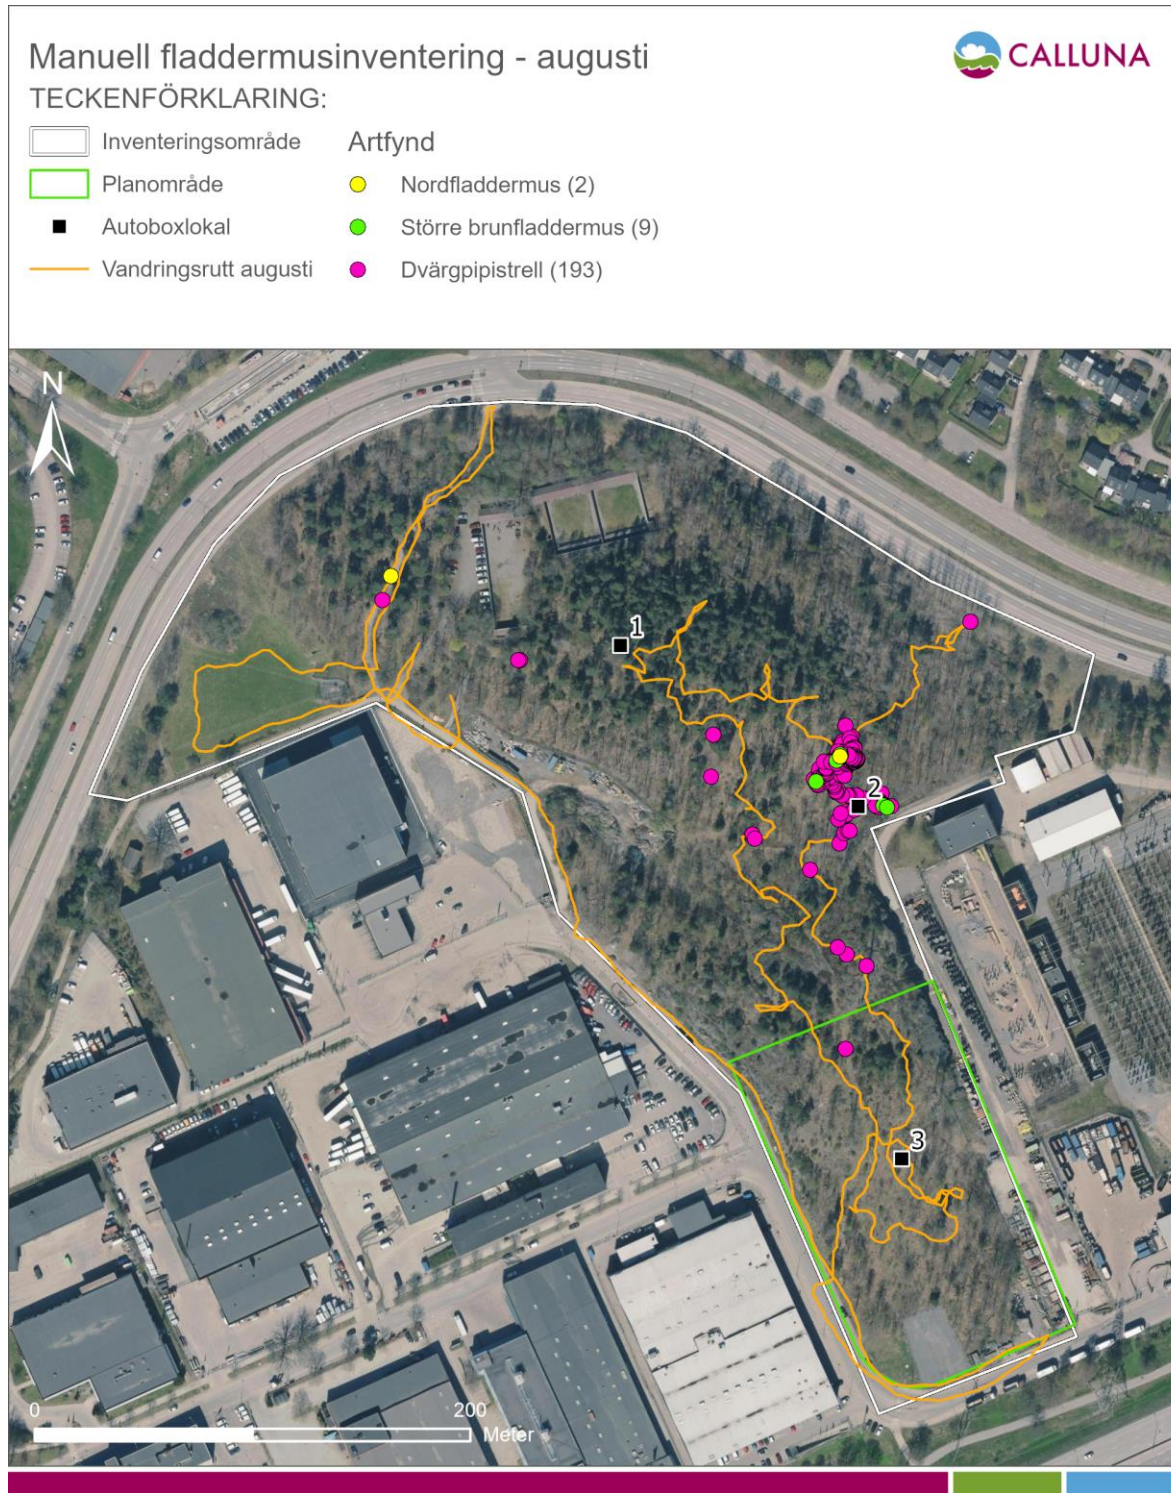 Manuell fladdermusinventering - augusti
CALLUNA
TECKENFÖRKLARING:
Inventeringsområde
Planområde
Autoboxlokal
Vandringsrutt augusti
Artfynd
Nordfladdermus (2)
Större brunfladdermus (9)
Dvärgpipistrell (193)
N
1
2
3
0
200
Meter